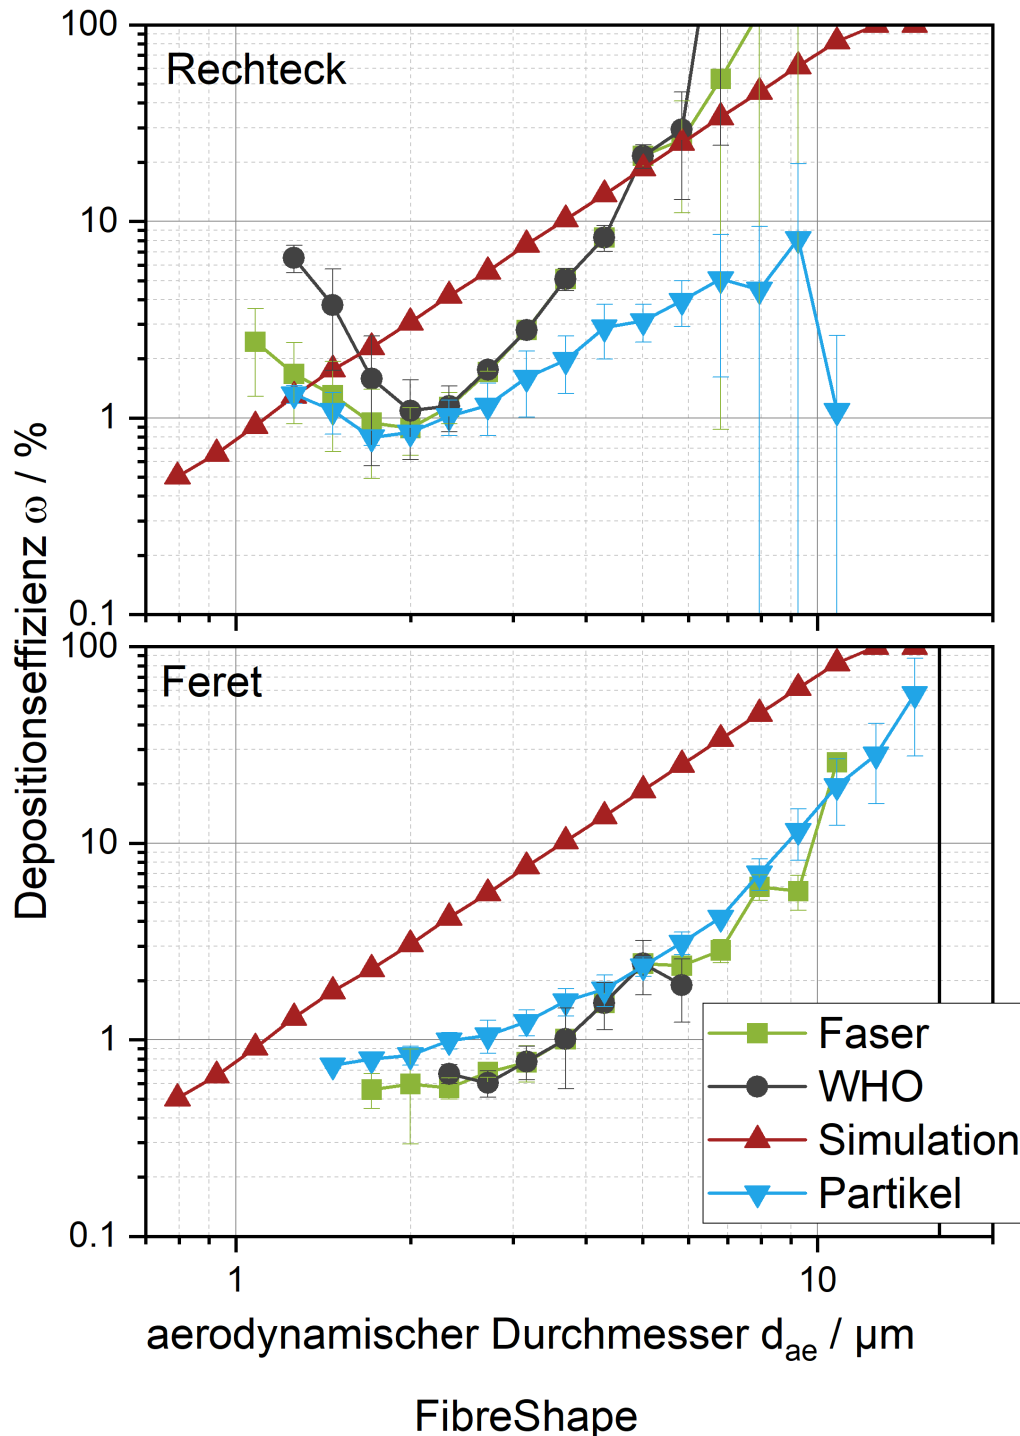 100
Rechteck
10
1
0.1
100
Feret
10
1
0.1
Depositionseffizienz ω / %
Faser
WHO
Simulation
Partikel
1 10
aerodynamischer Durchmesser dae / µm
FibreShape